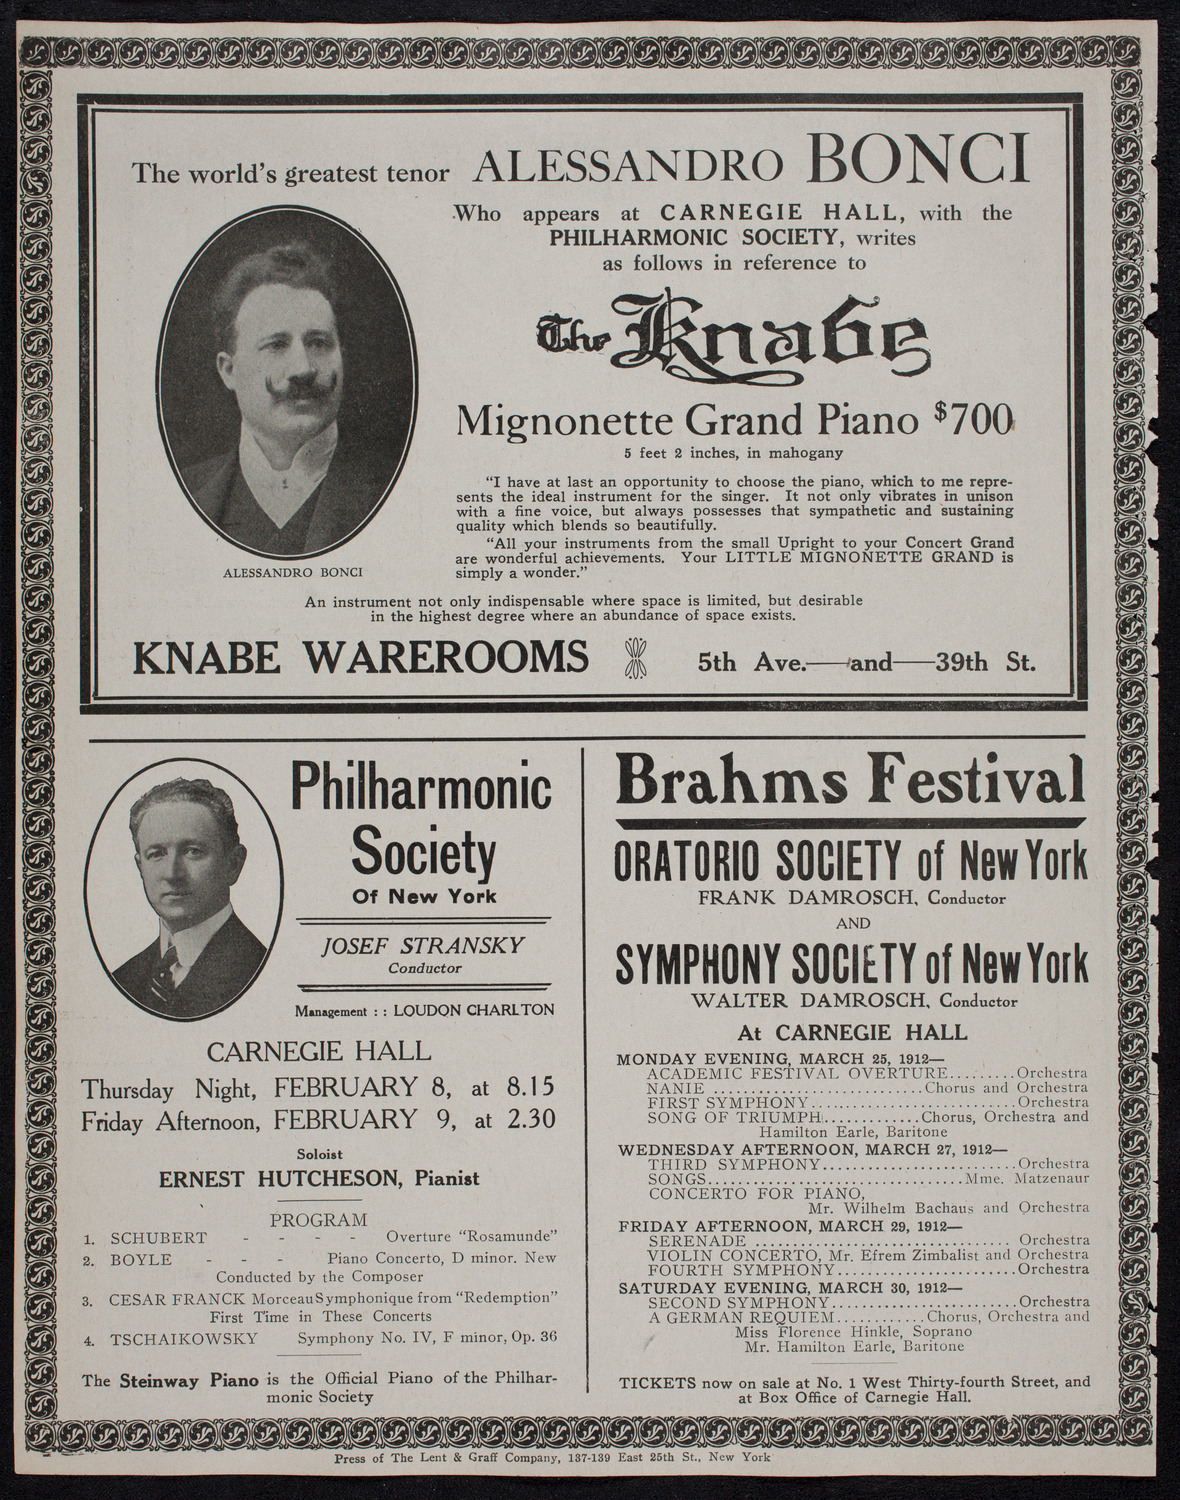 The world's greatest tenor ALESSANDRO BONCI
Who appears at CARNEGIE HALL, with the
PHILHARMONIC SOCIETY, writes
as follows in reference to
The Knabe
Mignonette Grand Piano $700
5 feet 2 inches, in mahogany
"I have at last an opportunity to choose the piano, which to me repre-
sents the ideal instrument for the singer. It not only vibrates in unison
with a fine voice, but always possesses that sympathetic and sustaining
quality which blends so beautifully.
"All your instruments from the small Upright to your Concert Grand
are wonderful achievements. Your LITTLE MIGNONETTE GRAND is
simply a wonder."
ALESSANDRO BONCI
An instrument not only indispensable where space is limited, but desirable
in the highest degree where an abundance of space exists.
KNABE WAREROOMS 5th Ave.——and——39th St.
Philharmonic
Society
Of New York
JOSEF STRANSKY
Conductor
Management : : LOUDON CHARLTON
CARNEGIE HALL
Thursday Night, FEBRUARY 8, at 8.15
Friday Afternoon, FEBRUARY 9, at 2.30
Soloist
ERNEST HUTCHESON, Pianist
PROGRAM
1. SCHUBERT - - - - Overture "Rosamunde"
2. BOYLE - - - Piano Concerto, D minor. New
Conducted by the Composer
3. CESAR FRANCK Morceau Symphonique from "Redemption"
First Time in These Concerts
4. TSCHAIKOWSKY Symphony No. IV, F minor, Op. 36
The Steinway Piano is the Official Piano of the Philhar-
monic Society
Brahms Festival
ORATORIO SOCIETY of New York
FRANK DAMROSCH, Conductor
AND
SYMPHONY SOCIETY of New York
WALTER DAMROSCH, Conductor
At CARNEGIE HALL
MONDAY EVENING, MARCH 25, 1912—
ACADEMIC FESTIVAL OVERTURE.........Orchestra
NANIE ............................Chorus and Orchestra
FIRST SYMPHONY............................Orchestra
SONG OF TRIUMPH.............Chorus, Orchestra and
Hamilton Earle, Baritone
WEDNESDAY AFTERNOON, MARCH 27, 1912—
THIRD SYMPHONY..........................Orchestra
SONGS.................................Mme. Matzenaur
CONCERTO FOR PIANO,
Mr. Wilhelm Bachaus and Orchestra
FRIDAY AFTERNOON, MARCH 29, 1912—
SERENADE ..................................Orchestra
VIOLIN CONCERTO, Mr. Efrem Zimbalist and Orchestra
FOURTH SYMPHONY........................Orchestra
SATURDAY EVENING, MARCH 30, 1912—
SECOND SYMPHONY.........................Orchestra
A GERMAN REQUIEM............Chorus, Orchestra and
Miss Florence Hinkle, Soprano
Mr. Hamilton Earle, Baritone
TICKETS now on sale at No. 1 West Thirty-fourth Street, and
at Box Office of Carnegie Hall.
Press of The Lent & Graff Company, 137-139 East 25th St., New York